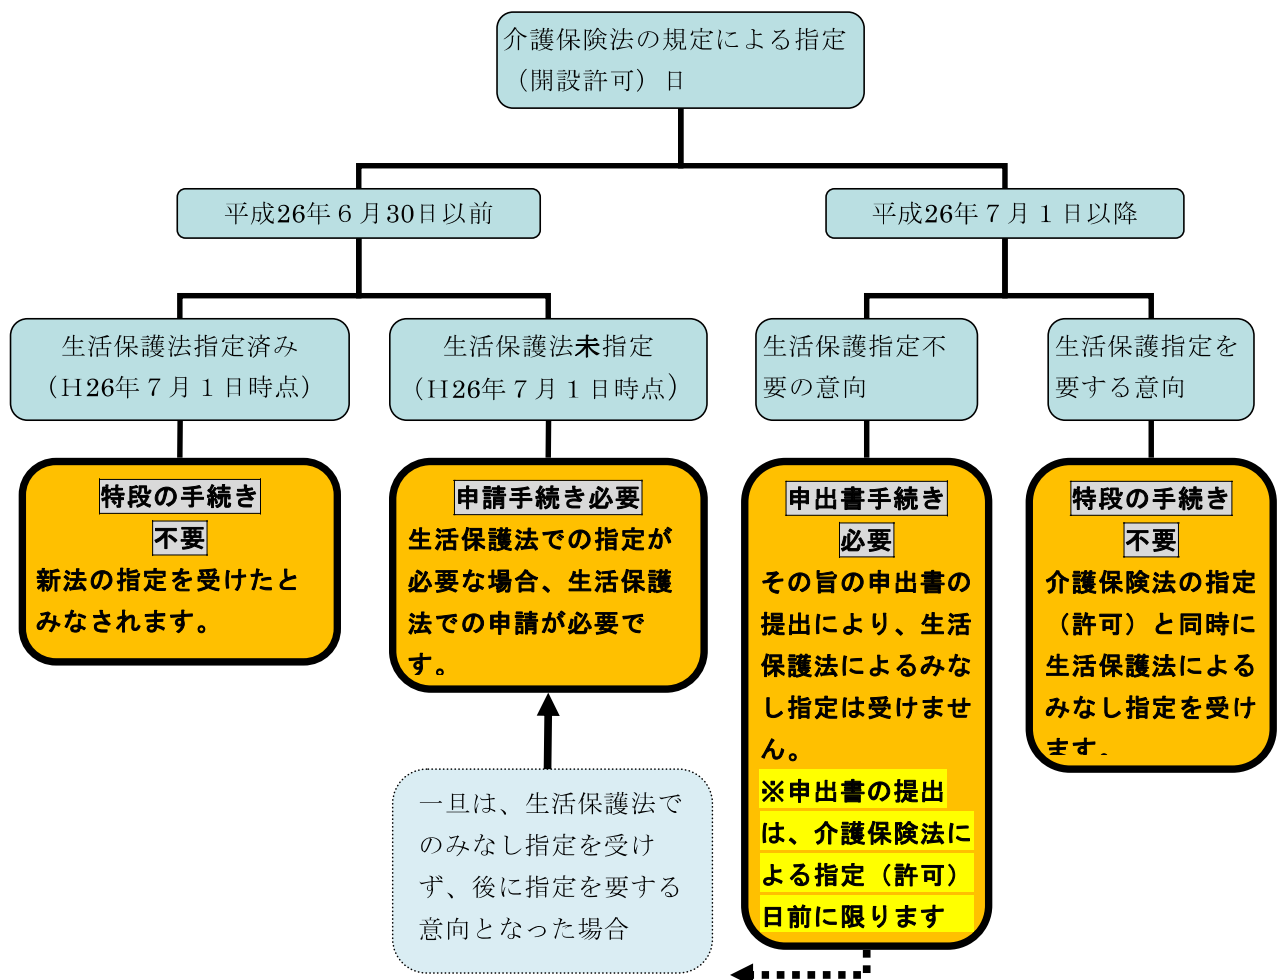 介護保険法の規定による指定
（開設許可）日
平成26年６月30日以前
平成26年７月１日以降
生活保護法指定済み
（H26年７月１日時点）
生活保護法未指定
（H26年７月１日時点）
生活保護指定不
要の意向
生活保護指定を
要する意向
特段の手続き
不要
新法の指定を受けたと
みなされます。
申請手続き必要
生活保護法での指定が
必要な場合、生活保護
法での申請が必要で
す。
申出書手続き
必要
その旨の申出書の
提出により、生活
保護法によるみな
し指定は受けませ
ん。
※申出書の提出
は、介護保険法に
よる指定（許可）
日前に限ります
特段の手続き
不要
介護保険法の指定
（許可）と同時に
生活保護法による
みなし指定を受け
ます。
一旦は、生活保護法で
のみなし指定を受け
ず、後に指定を要する
意向となった場合